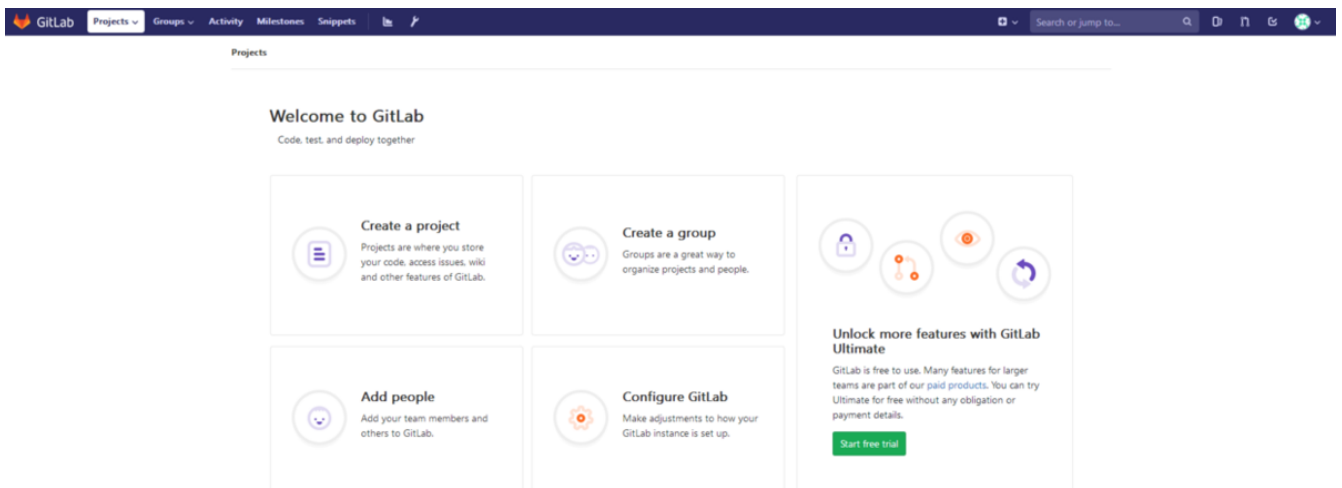 GitLab Projects Groups Activity Milestones Snippets Search or jump to...
Projects
Welcome to GitLab
Code, test, and deploy together
Create a project
Projects are where you store
your code, access issues, wiki
and other features of GitLab.
Create a group
Groups are a great way to
organize projects and people.
Add people
Add your team members and
others to GitLab.
Configure GitLab
Make adjustments to how your
GitLab instance is set up.
Unlock more features with GitLab
Ultimate
GitLab is free to use. Many features for larger
teams are part of our paid products. You can try
Ultimate for free without any obligation or
payment details.
Start free trial